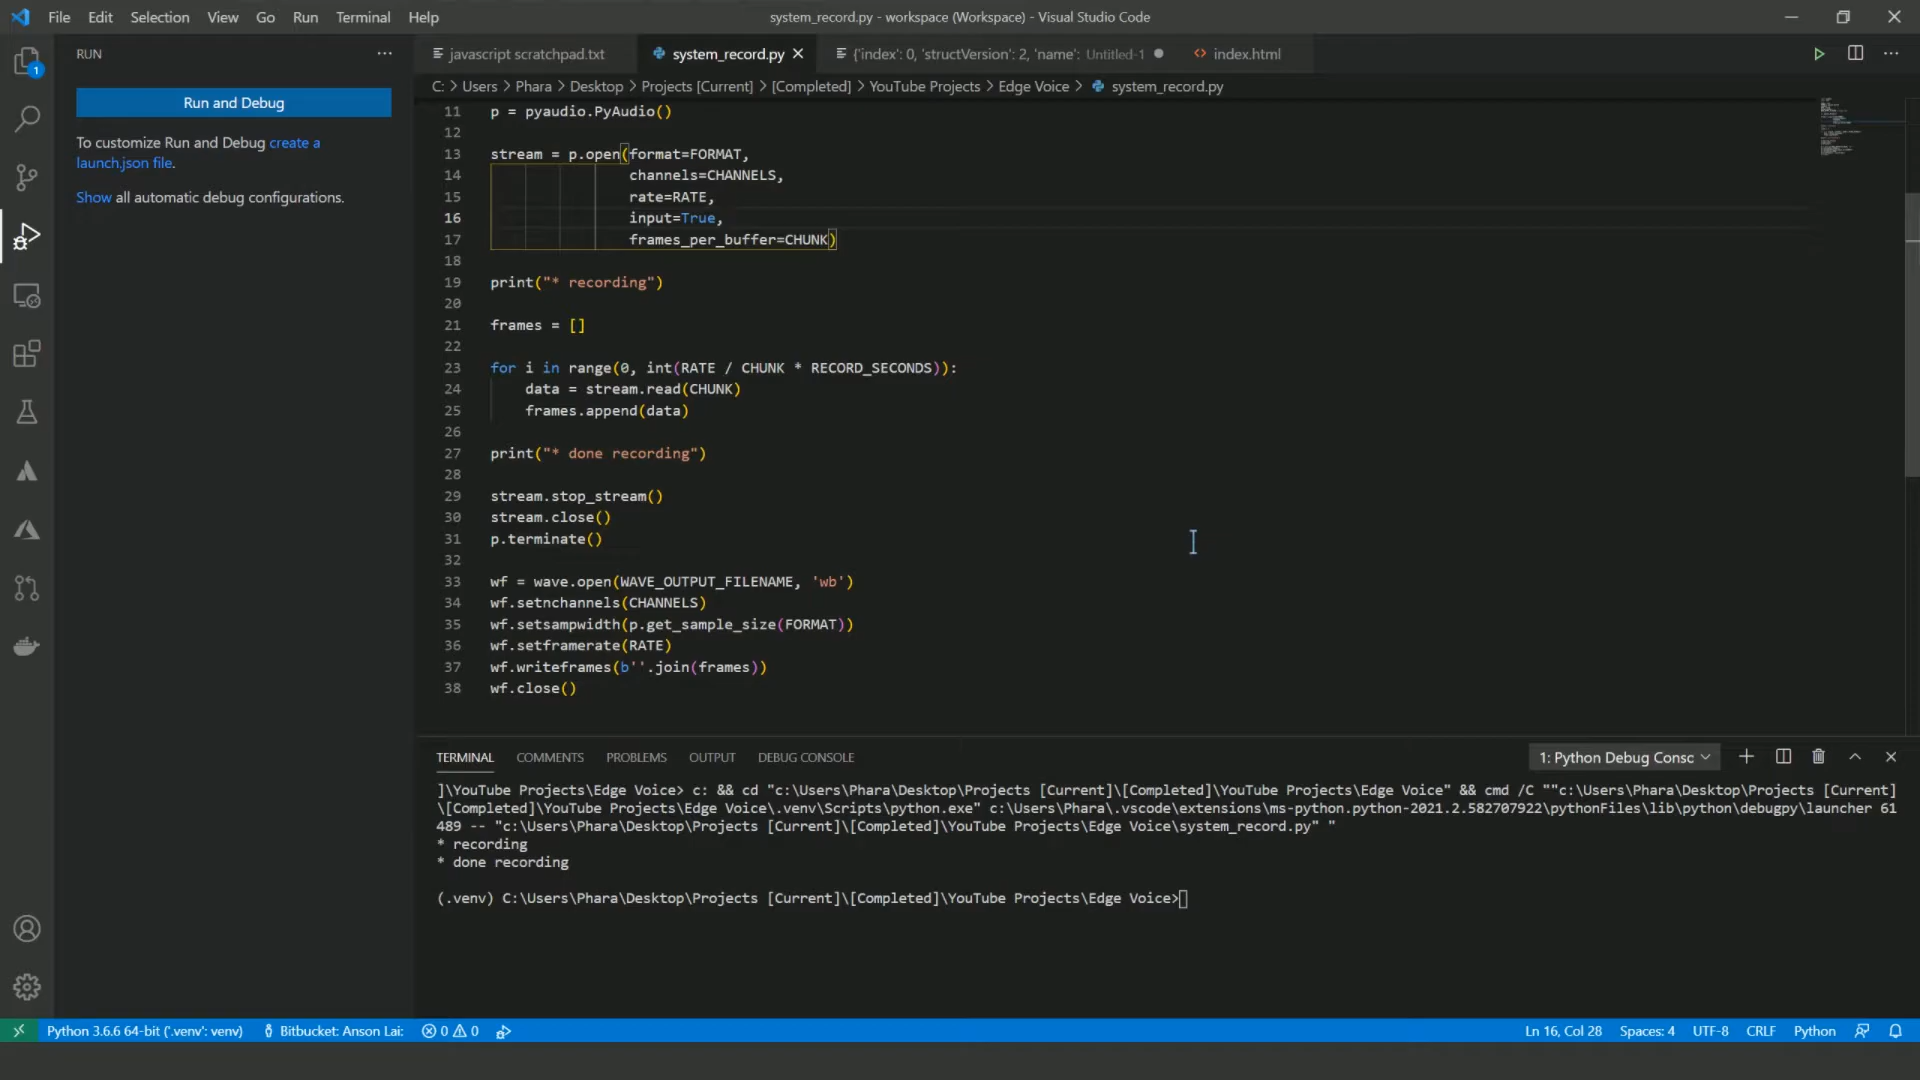 File Edit Selection View Go Run Terminal Help
system_record.py - workspace (Workspace) - Visual Studio Code
RUN
javascript scratchpad.txt
system_record.py
{'index': 0, 'structVersion': 2, 'name': Untitled-1
index.html
C: > Users > Phara > Desktop > Projects [Current] > [Completed] > YouTube Projects > Edge Voice > system_record.py
1
Run and Debug
To customize Run and Debug create a
launch.json file.
Show all automatic debug configurations.
11 p = pyaudio.PyAudio()
12
13 stream = p.open(format=FORMAT,
14 channels=CHANNELS,
15 rate=RATE,
16 input=True,
17 frames_per_buffer=CHUNK)
18
19 print("* recording")
20
21 frames = []
22
23 for i in range(0, int(RATE / CHUNK * RECORD_SECONDS)):
24 data = stream.read(CHUNK)
25 frames.append(data)
26
27 print("* done recording")
28
29 stream.stop_stream()
30 stream.close()
31 p.terminate()
32
33 wf = wave.open(WAVE_OUTPUT_FILENAME, 'wb')
34 wf.setnchannels(CHANNELS)
35 wf.setsampwidth(p.get_sample_size(FORMAT))
36 wf.setframerate(RATE)
37 wf.writeframes(b''.join(frames))
38 wf.close()
TERMINAL COMMENTS PROBLEMS OUTPUT DEBUG CONSOLE
1: Python Debug Consc
]\YouTube Projects\Edge Voice> c: && cd "c:\Users\Phara\Desktop\Projects [Current]\[Completed]\YouTube Projects\Edge Voice" && cmd /C ""c:\Users\Phara\Desktop\Projects [Current]
\[Completed]\YouTube Projects\Edge Voice\.venv\Scripts\python.exe" c:\Users\Phara\.vscode\extensions\ms-python.python-2021.2.582707922\pythonFiles\lib\python\debugpy\launcher 61
489 -- "c:\Users\Phara\Desktop\Projects [Current]\[Completed]\YouTube Projects\Edge Voice\system_record.py" "
* recording
* done recording
(.venv) C:\Users\Phara\Desktop\Projects [Current]\[Completed]\YouTube Projects\Edge Voice>
Python 3.6.6 64-bit ('.venv': venv)
Bitbucket: Anson Lai:
0 0
Ln 16, Col 28
Spaces: 4
UTF-8
CRLF
Python